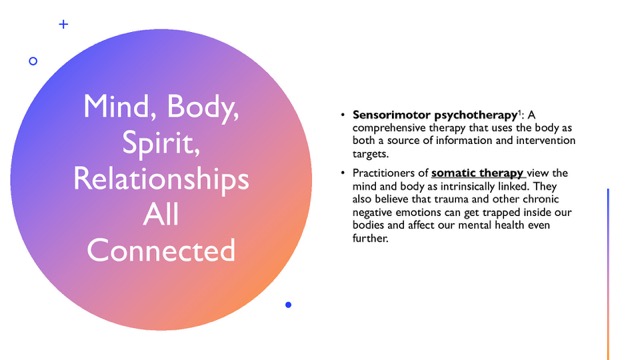 Mind, Body,
Spirit,
Relationships
All
Connected
• Sensorimotor psychotherapy¹: A
comprehensive therapy that uses the body as
both a source of information and intervention
targets.
• Practitioners of somatic therapy view the
mind and body as intrinsically linked. They
also believe that trauma and other chronic
negative emotions can get trapped inside our
bodies and affect our mental health even
further.